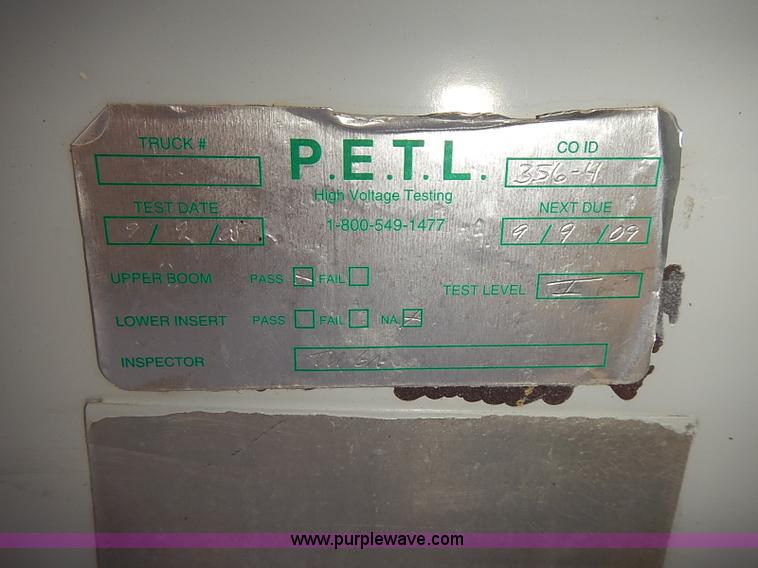 TRUCK # P.E.T.L. CO ID
356-4
High Voltage Testing
TEST DATE 1-800-549-1477 NEXT DUE
9/9/09
UPPER BOOM PASS FAIL TEST LEVEL I
LOWER INSERT PASS FAIL NA
INSPECTOR
www.purplewave.com